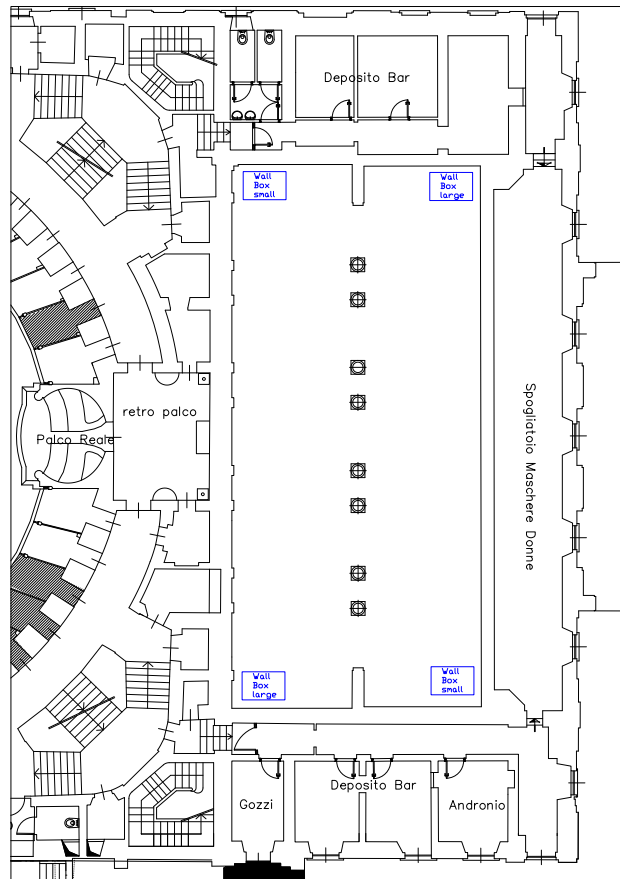 Deposito Bar
Wall
Box
small
Wall
Box
large
retro palco
Palco Reale
Spogliatoio Maschere Donne
Wall
Box
large
Wall
Box
small
Gozzi
Deposito Bar
Andronio